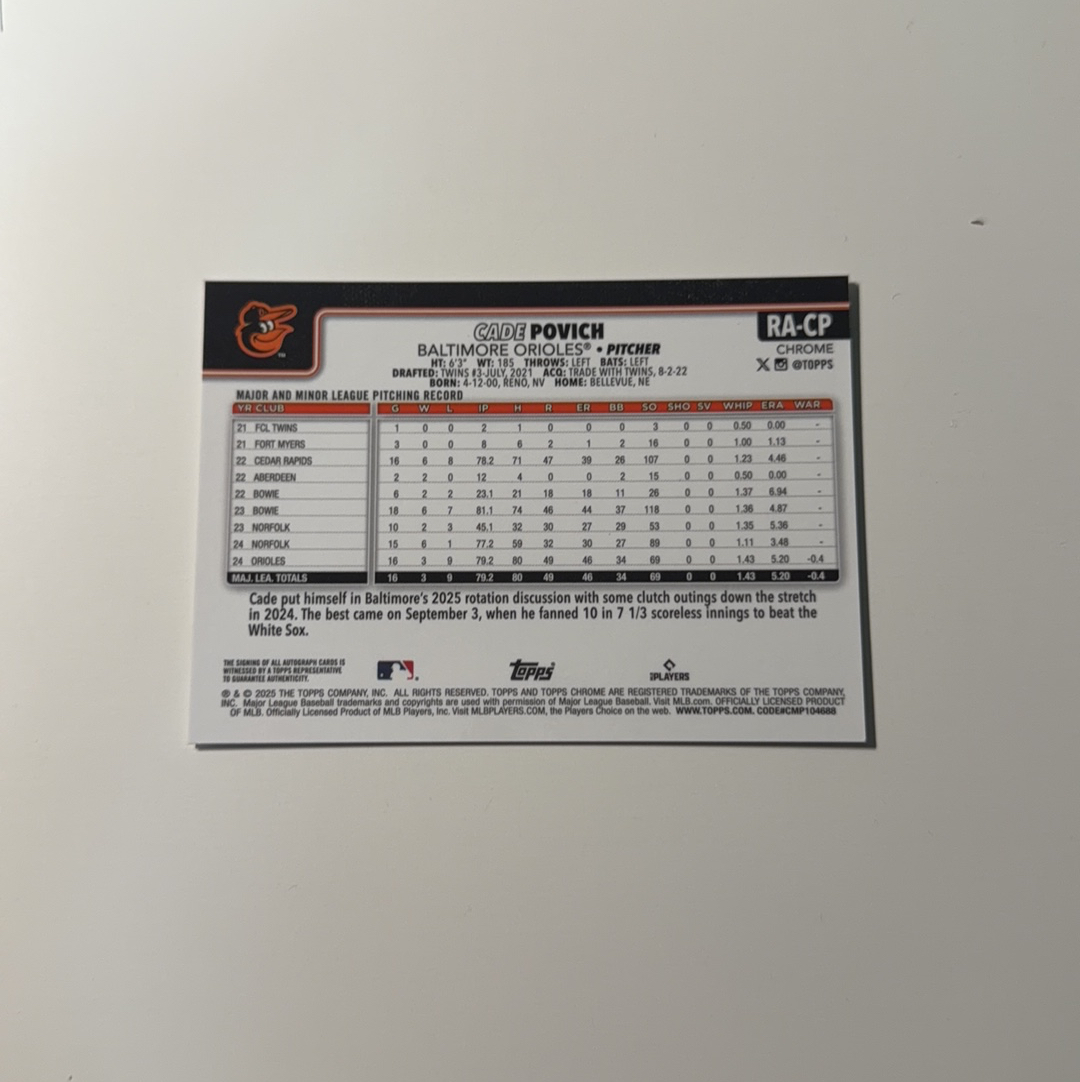 CADE POVICH
RA-CP
BALTIMORE ORIOLES® • PITCHER
CHROME
HT: 6'3" WT: 185 THROWS: LEFT BATS: LEFT
@TOPPS
DRAFTED: TWINS #3-JULY, 2021 ACQ: TRADE WITH TWINS, 8-2-22
BORN: 4-12-00, RENO, NV HOME: BELLEVUE, NE
MAJOR AND MINOR LEAGUE PITCHING RECORD
YR CLUB G W L IP H R ER BB SO SHO SV WHIP ERA WAR
21 FCL TWINS 1 0 0 2 1 0 0 0 3 0 0 0.50 0.00 -
21 FORT MYERS 3 0 0 8 6 2 1 2 16 0 0 1.00 1.13 -
22 CEDAR RAPIDS 16 6 8 78.2 71 47 39 26 107 0 0 1.23 4.46 -
22 ABERDEEN 2 2 0 12 4 0 0 2 15 0 0 0.50 0.00 -
22 BOWIE 6 2 2 23.1 21 18 18 11 26 0 0 1.37 6.94 -
23 BOWIE 18 6 7 81.1 74 46 44 37 118 0 0 1.36 4.87 -
23 NORFOLK 10 2 3 45.1 32 30 27 29 53 0 0 1.35 5.36 -
24 NORFOLK 15 6 1 77.2 59 32 30 27 89 0 0 1.11 3.48 -
24 ORIOLES 16 3 9 79.2 80 49 46 34 69 0 0 1.43 5.20 -0.4
MAJ. LEA. TOTALS 16 3 9 79.2 80 49 46 34 69 0 0 1.43 5.20 -0.4
Cade put himself in Baltimore's 2025 rotation discussion with some clutch outings down the stretch
in 2024. The best came on September 3, when he fanned 10 in 7 1/3 scoreless innings to beat the
White Sox.
THE SIGNING OF ALL AUTOGRAPH CARDS IS
WITNESSED BY A TOPPS REPRESENTATIVE
TO GUARANTEE AUTHENTICITY.
Topps
PLAYERS
® & © 2025 THE TOPPS COMPANY, INC. ALL RIGHTS RESERVED. TOPPS AND TOPPS CHROME ARE REGISTERED TRADEMARKS OF THE TOPPS COMPANY,
INC. Major League Baseball trademarks and copyrights are used with permission of Major League Baseball. Visit MLB.com. OFFICIALLY LICENSED PRODUCT
OF MLB. Officially Licensed Product of MLB Players, Inc. Visit MLBPLAYERS.COM, the Players Choice on the web. WWW.TOPPS.COM. CODE#CMP104688